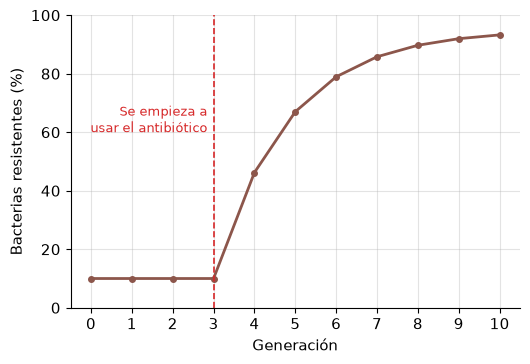 100
80
60
40
20
0
Bacterias resistentes (%)
Se empieza a
usar el antibiótico
0 1 2 3 4 5 6 7 8 9 10
Generación